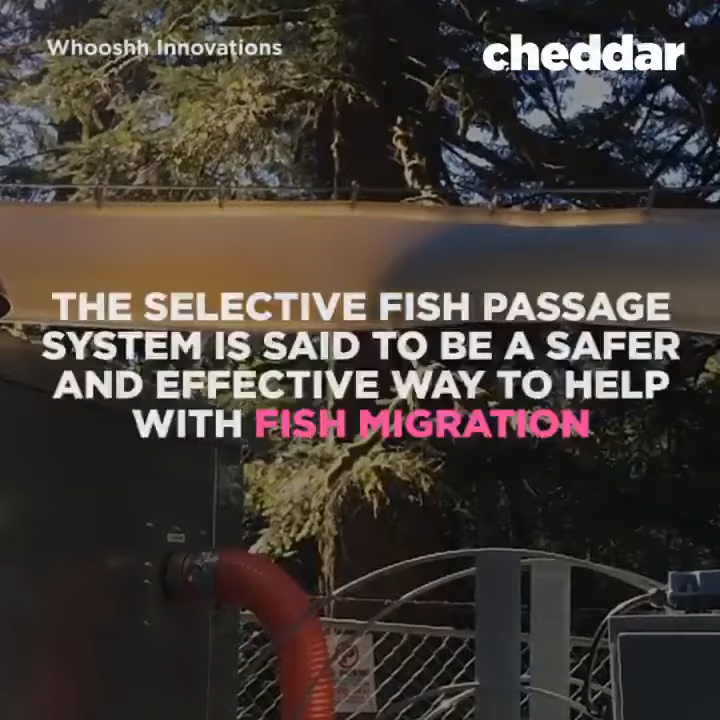 Whooshh Innovations
cheddar
THE SELECTIVE FISH PASSAGE
SYSTEM IS SAID TO BE A SAFER
AND EFFECTIVE WAY TO HELP
WITH FISH MIGRATION